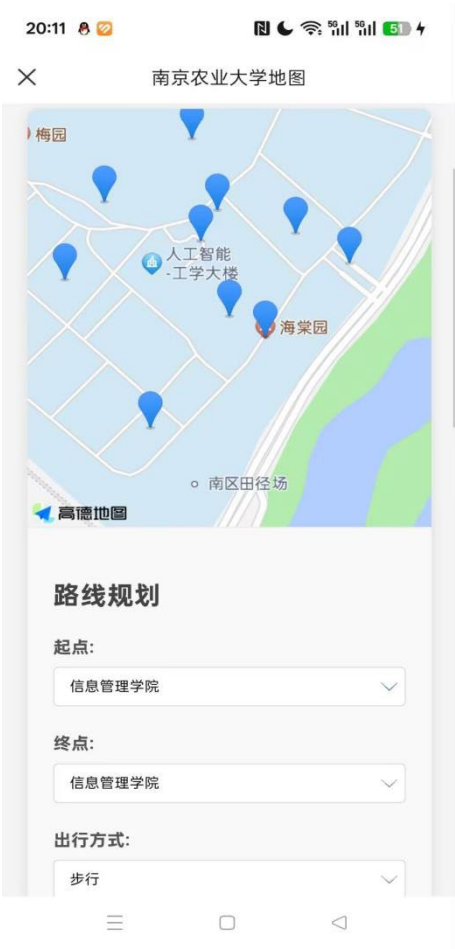 20:11
5G 5G 51
南京农业大学地图
梅园
人工智能
-工学大楼
海棠园
南区田径场
高德地图
路线规划
起点:
信息管理学院
终点:
信息管理学院
出行方式:
步行